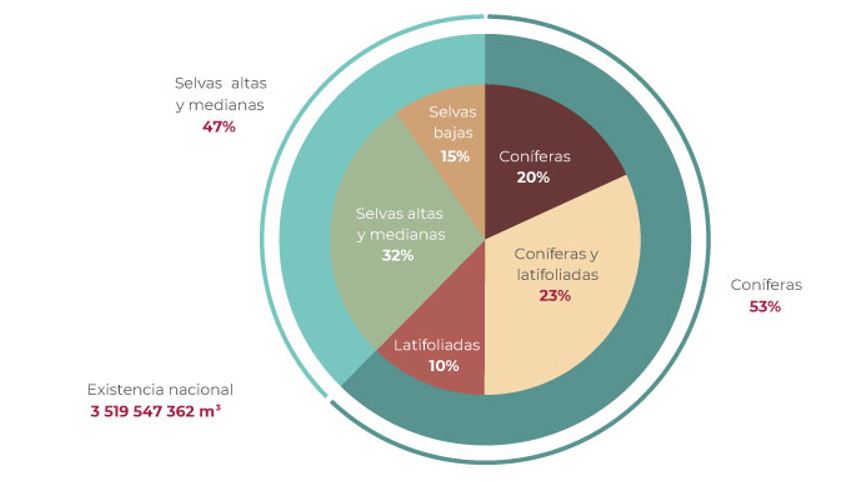 Selvas altas
y medianas
47%
Selvas
bajas
15%
Coníferas
20%
Selvas altas
y medianas
32%
Coníferas y
latifoliadas
23%
Latifoliadas
10%
Coníferas
53%
Existencia nacional
3 519 547 362 m³